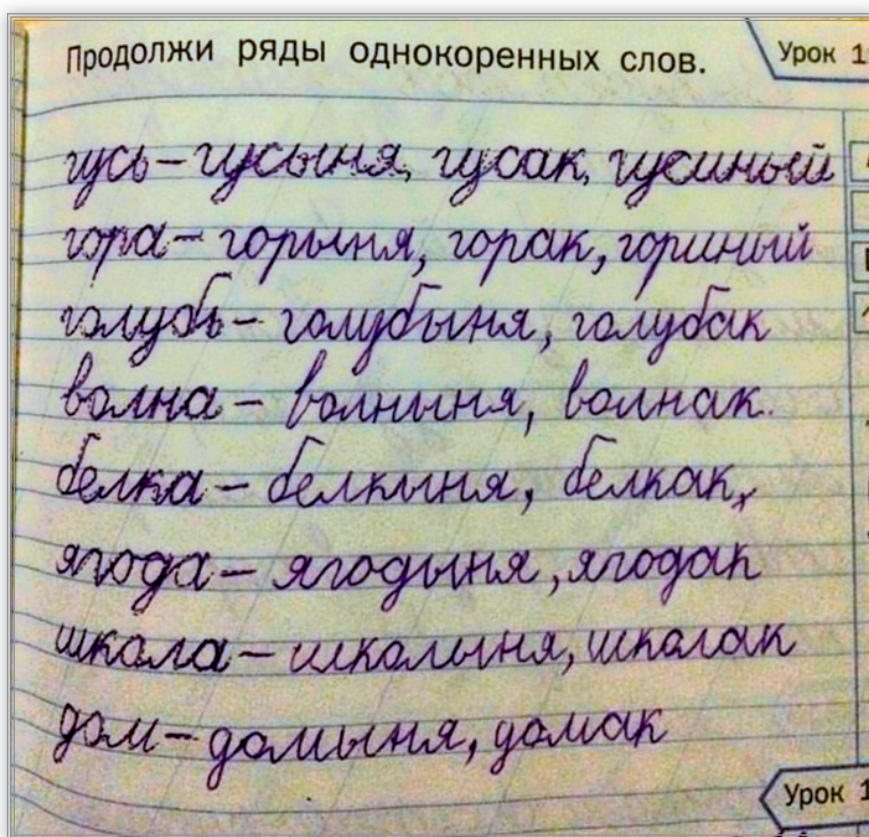 Продолжи ряды однокоренных слов.
Урок 1
гусь – гусыня, гусак, гусиный
гора – горыня, горак, гориный
голубь – голубыня, голубак
волна – волныня, волнак.
белка – белкыня, белкак,
ягода – ягодыня, ягодак
школа – школыня, школак
дом – домыня, домак
Урок 1